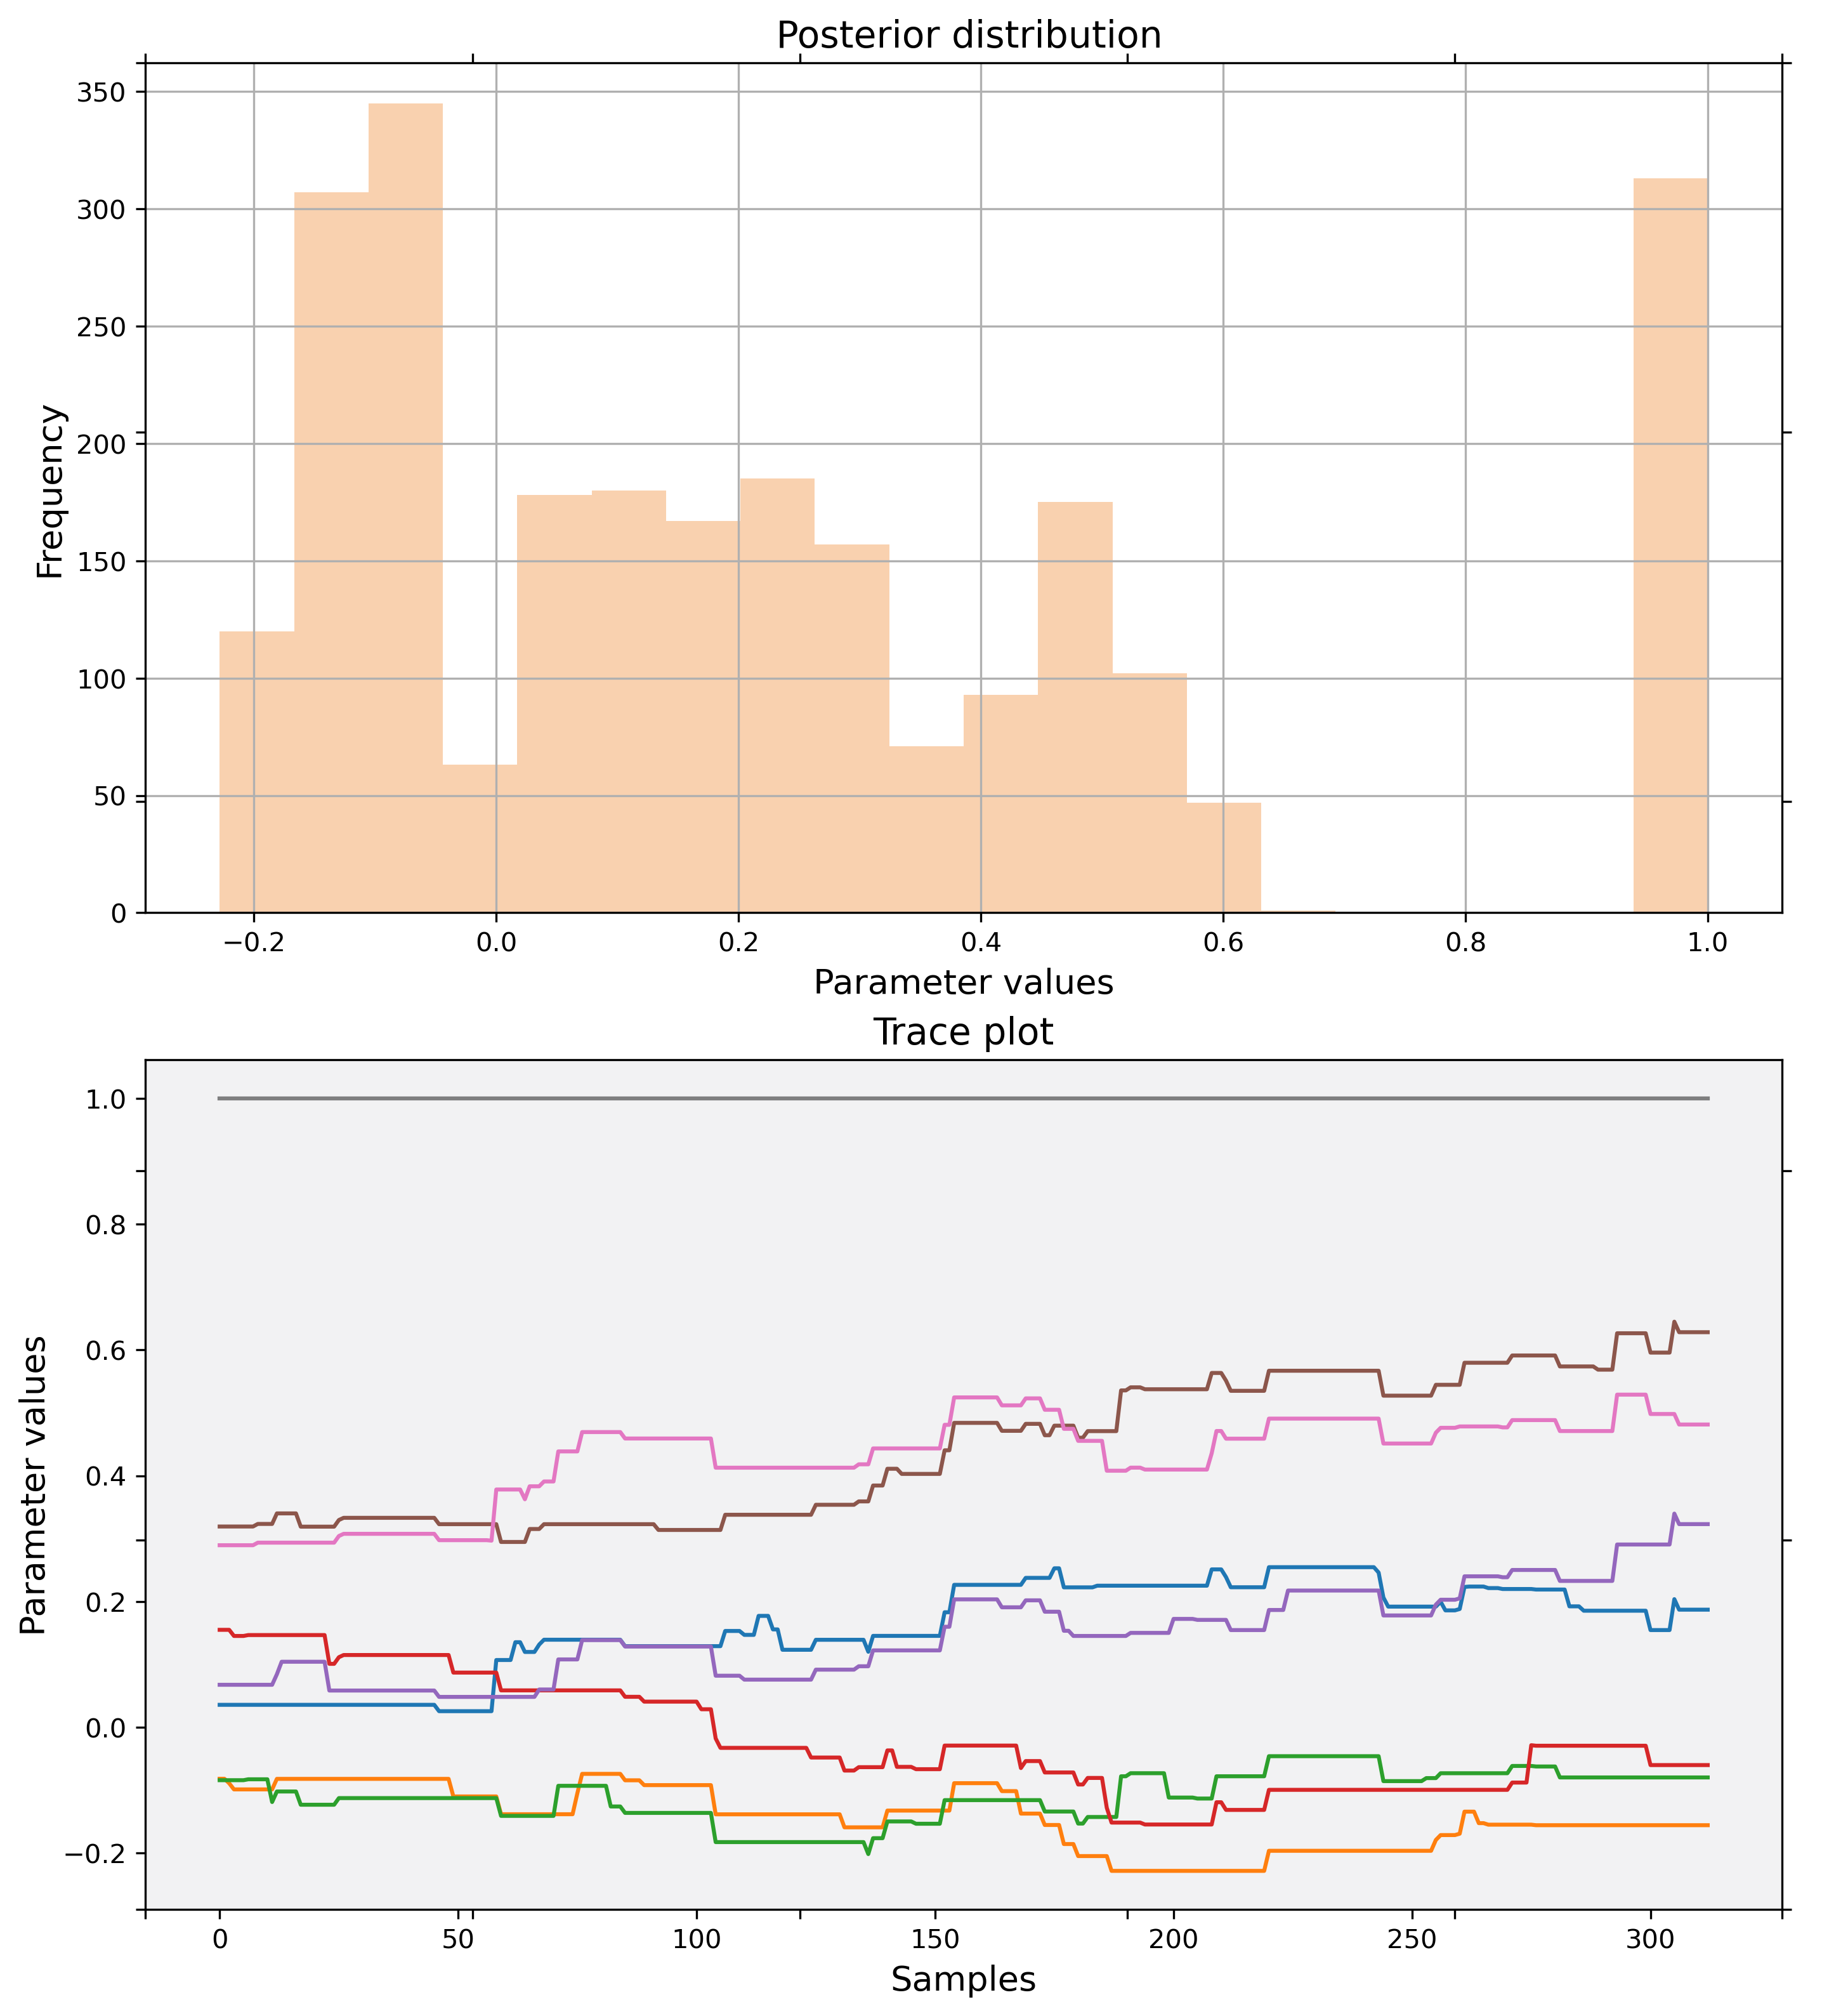 Posterior distribution
350
300
250
200
150
100
50
0
Frequency
−0.2 0.0 0.2 0.4 0.6 0.8 1.0
Parameter values
Trace plot
1.0
0.8
0.6
0.4
0.2
0.0
−0.2
Parameter values
0 50 100 150 200 250 300
Samples